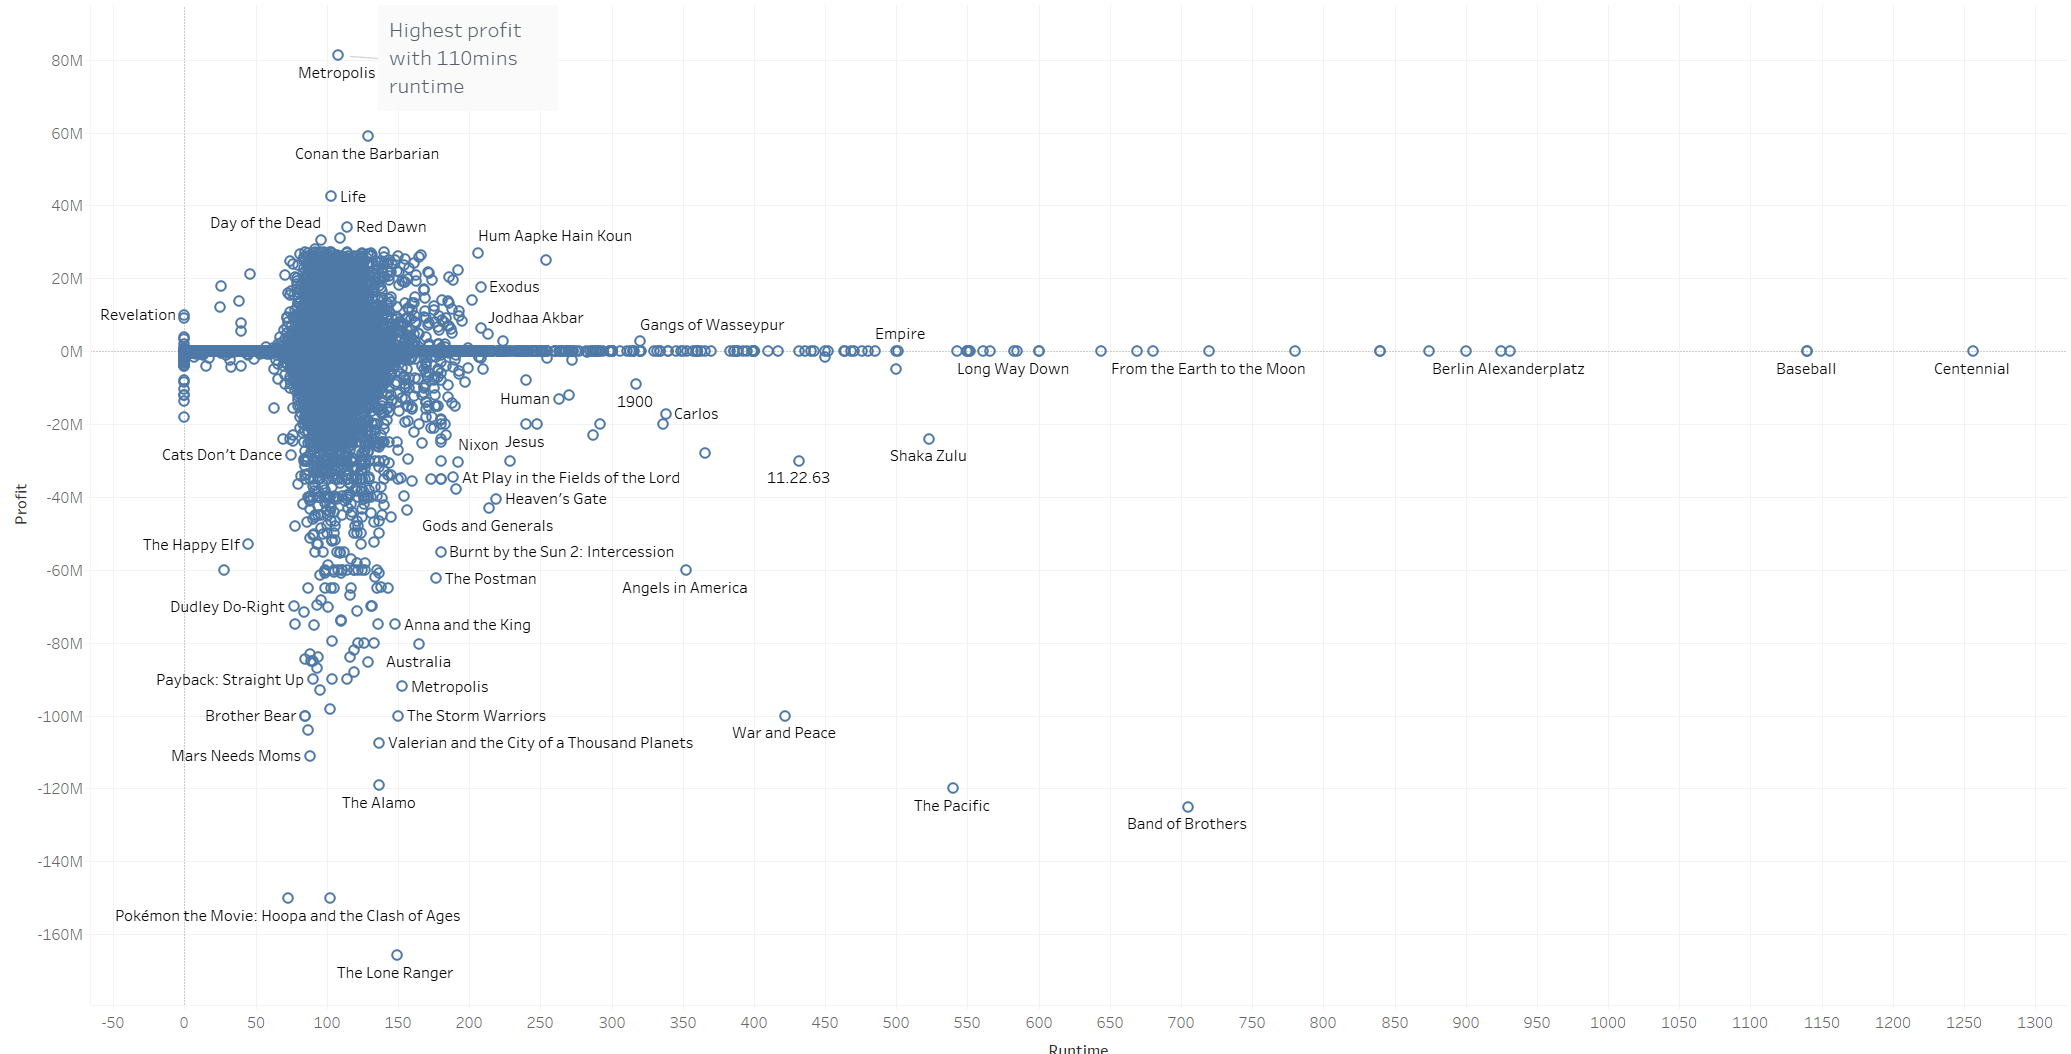 Highest profit
with 110mins
runtime
80M
Metropolis
60M
Conan the Barbarian
Life
40M
Day of the Dead
Red Dawn
Hum Aapke Hain Koun
20M
Exodus
Revelation
Jodhaa Akbar
Gangs of Wasseypur
Empire
0M
Long Way Down
From the Earth to the Moon
Berlin Alexanderplatz
Baseball
Centennial
Human
1900
Carlos
-20M
Nixon
Jesus
Cats Don't Dance
Shaka Zulu
At Play in the Fields of the Lord
11.22.63
-40M
Heaven's Gate
Profit
Gods and Generals
The Happy Elf
Burnt by the Sun 2: Intercession
-60M
The Postman
Angels in America
Dudley Do-Right
Anna and the King
-80M
Australia
Payback: Straight Up
Metropolis
-100M
Brother Bear
The Storm Warriors
War and Peace
Valerian and the City of a Thousand Planets
Mars Needs Moms
-120M
The Alamo
The Pacific
Band of Brothers
-140M
Pokémon the Movie: Hoopa and the Clash of Ages
-160M
The Lone Ranger
-50 0 50 100 150 200 250 300 350 400 450 500 550 600 650 700 750 800 850 900 950 1000 1050 1100 1150 1200 1250 1300
Runtime